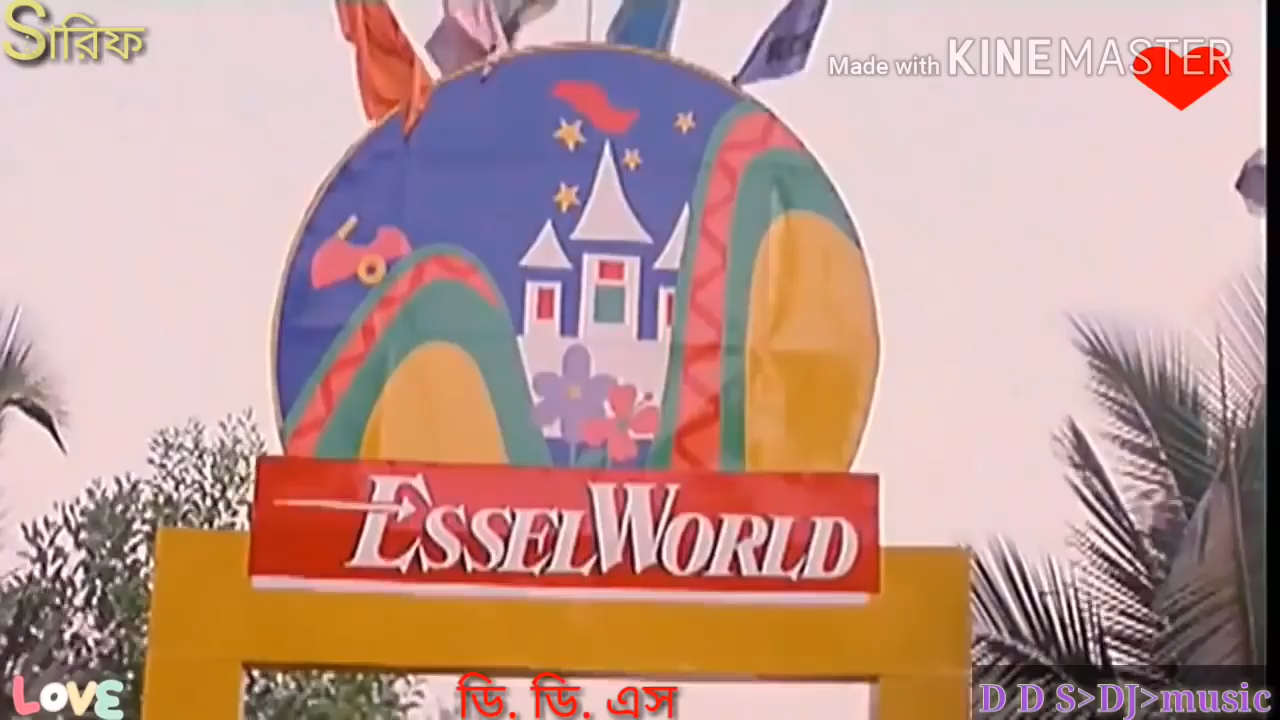 Sারিফ
Made with KINEMASTER
ESSELWORLD
LOVE
ডি. ডি. এস
D D S>DJ>music